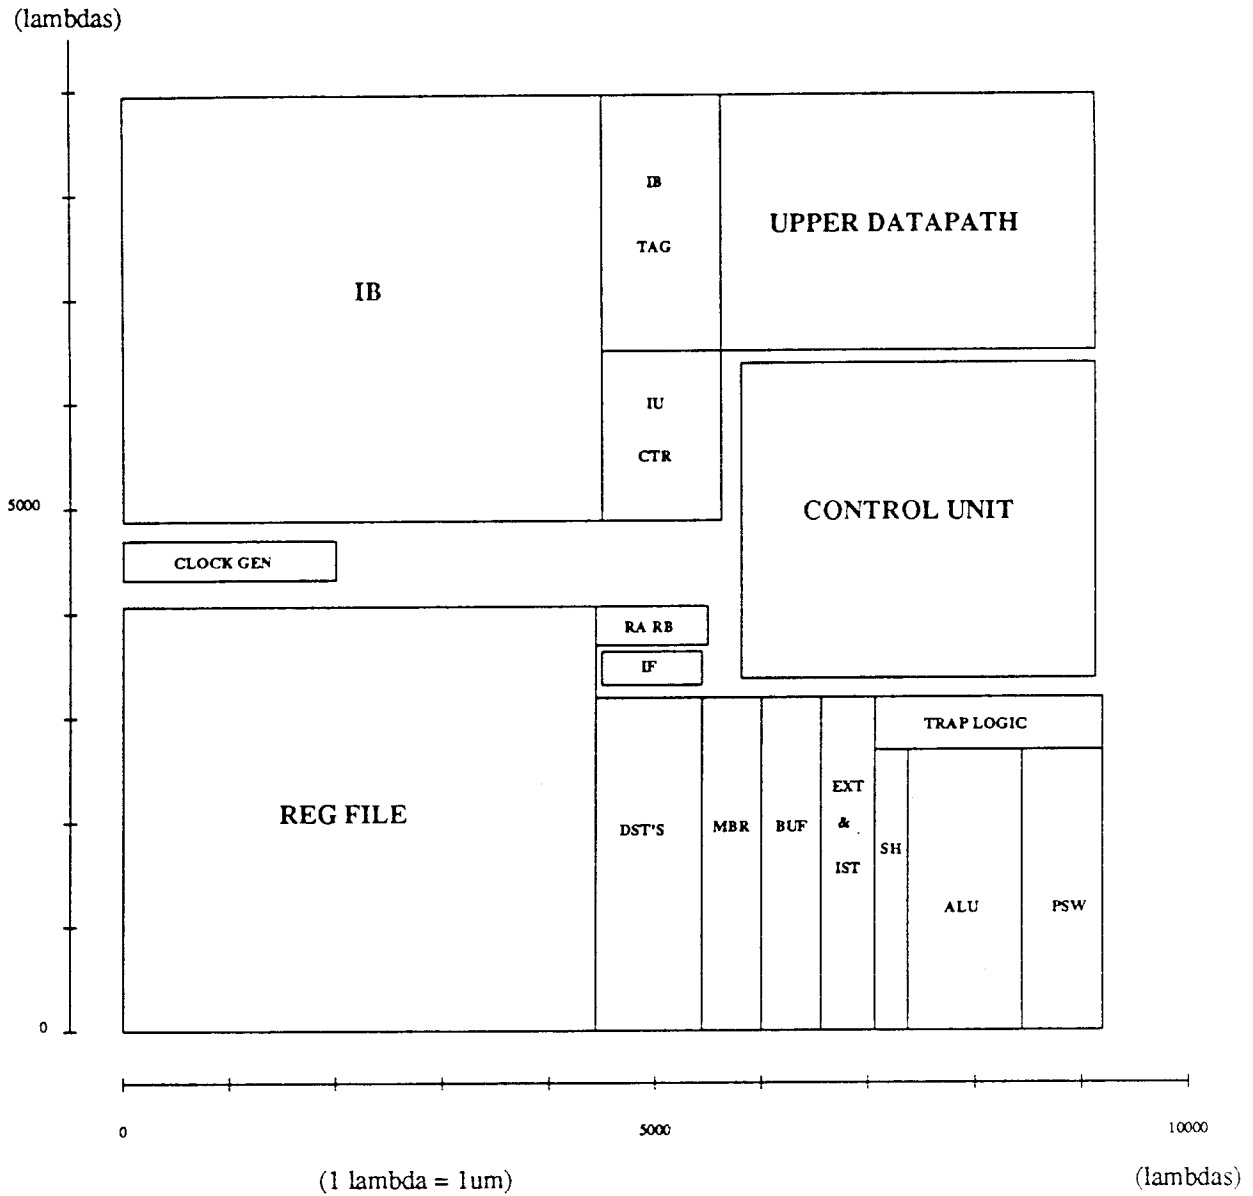 (lambdas)
IB
TAG
UPPER DATAPATH
IB
IU
CTR
5000
CONTROL UNIT
CLOCK GEN
RA RB
IF
TRAP LOGIC
REG FILE
DST'S
MBR
BUF
EXT
&
IST
SH
ALU
PSW
0
0
5000
10000
(1 lambda = 1um)
(lambdas)